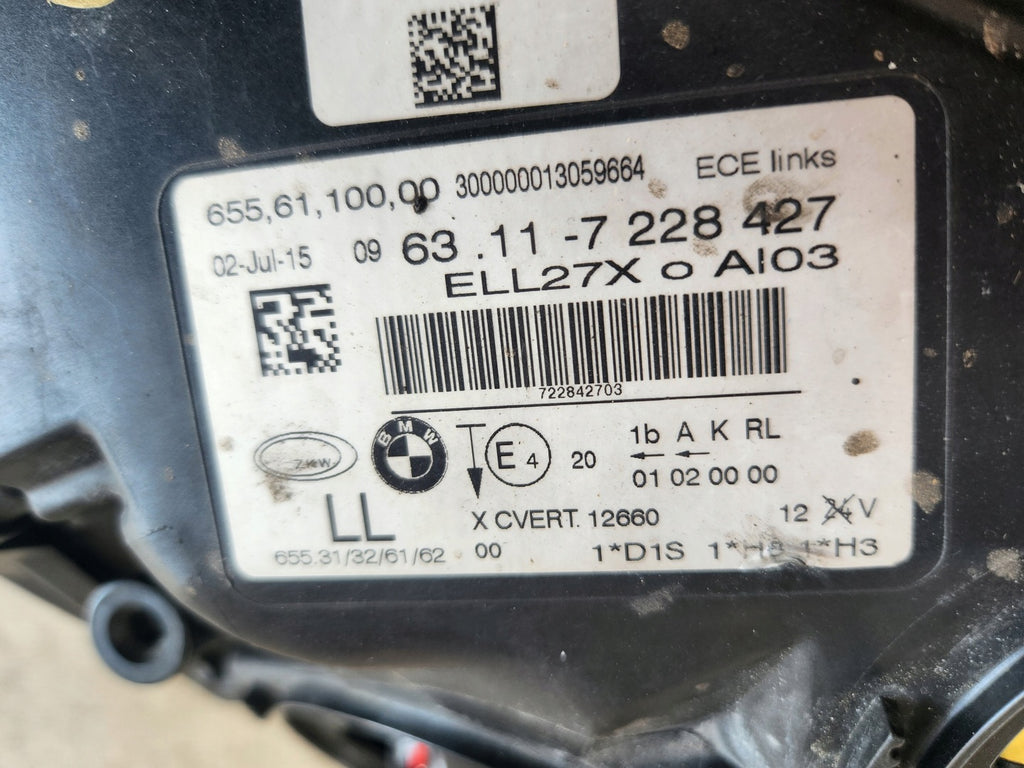 655,61,100,00 300000013059664 ECE links
02-Jul-15 09 63.11-7 228 427
ELL27X o AI03
722842703
ZKW BMW E4 20 1b A K RL
01 02 00 00
LL X CVERT. 12660 12 24 V
655.31/32/61/62 00 1*D1S 1*H8 1*H3